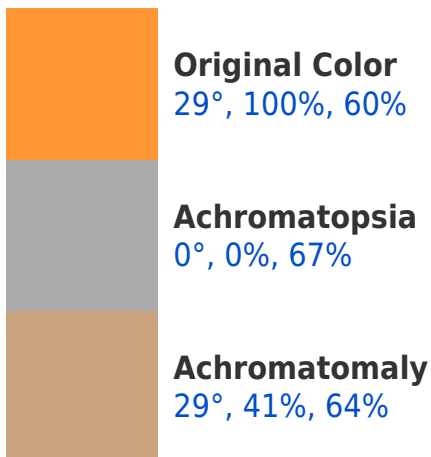 Original Color
29°, 100%, 60%
Achromatopsia
0°, 0%, 67%
Achromatomaly
29°, 41%, 64%